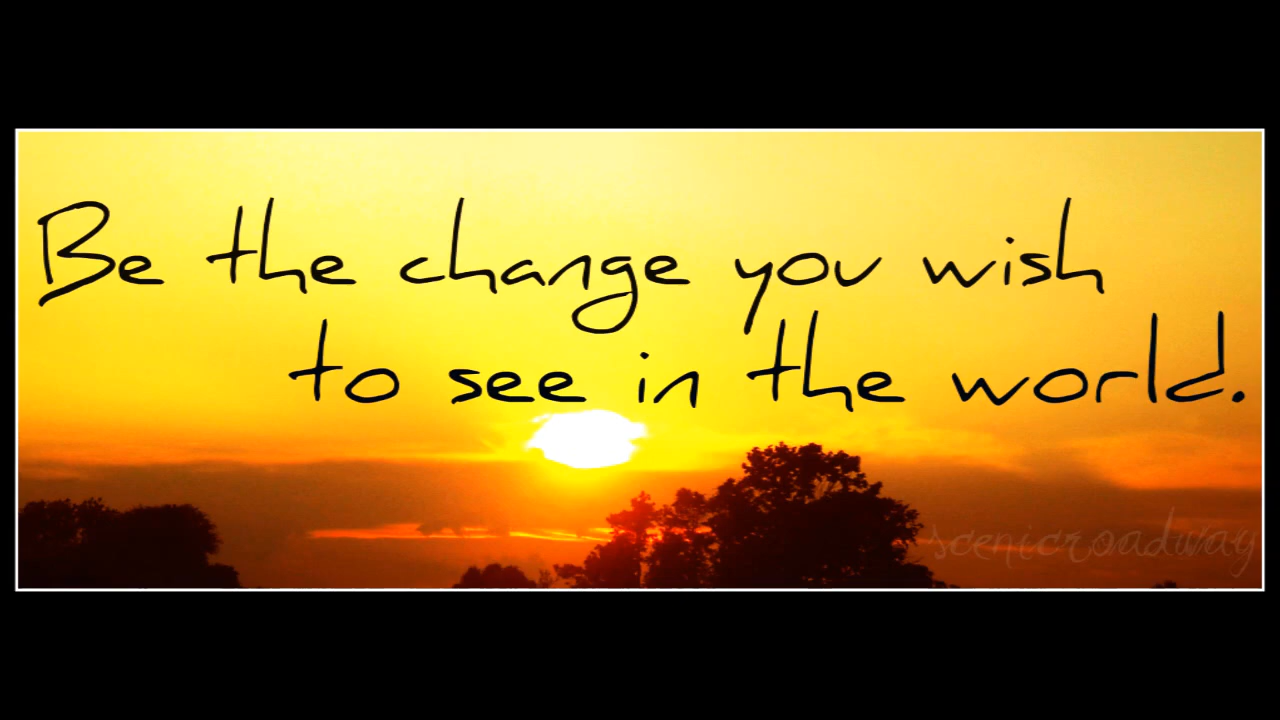 Be the change you wish
to see in the world.
scenicroadway